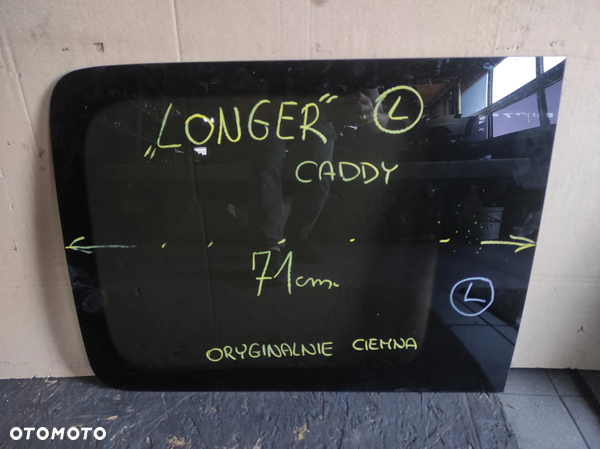 „LONGER” L
CADDY
71cm.
L
ORYGINALNIE CIEMNA
OTOMOTO